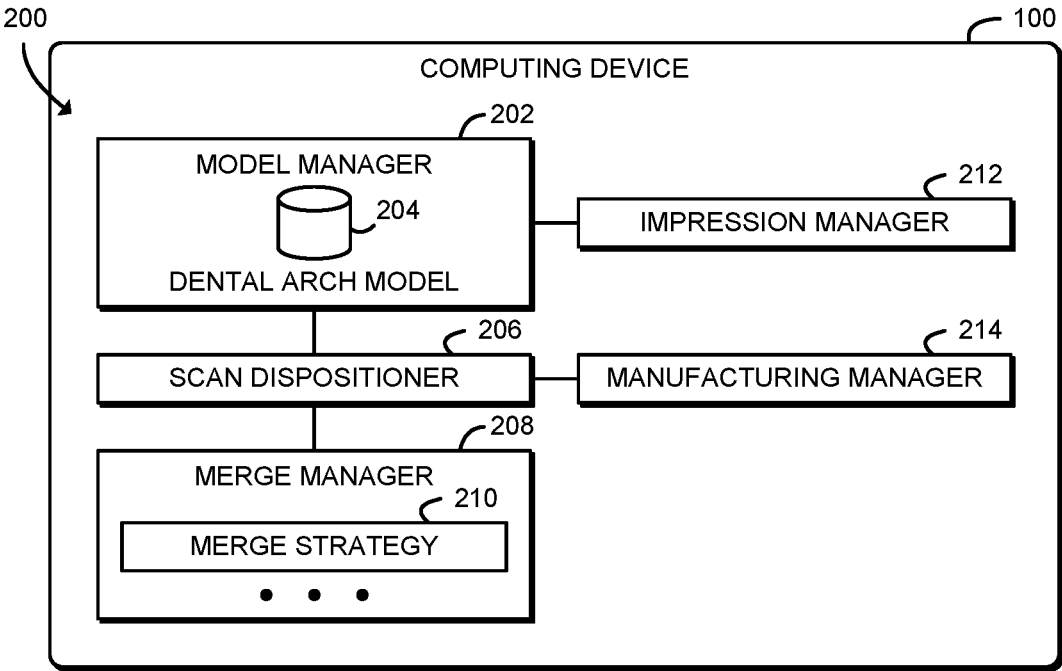 200
100
COMPUTING DEVICE
202
MODEL MANAGER
204
DENTAL ARCH MODEL
212
IMPRESSION MANAGER
206
SCAN DISPOSITIONER
214
MANUFACTURING MANAGER
208
MERGE MANAGER
210
MERGE STRATEGY